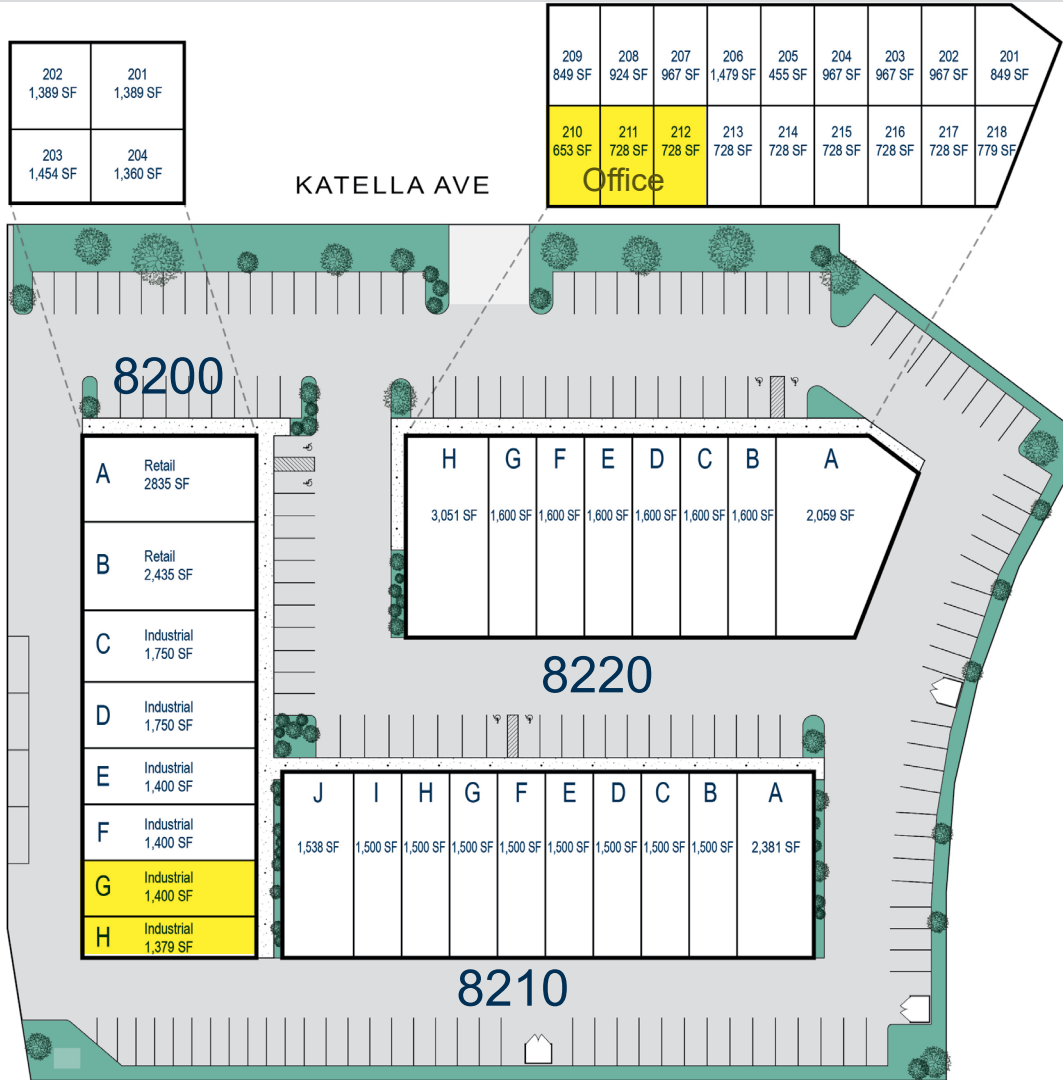 202
1,389 SF
201
1,389 SF
203
1,454 SF
204
1,360 SF
KATELLA AVE
209
849 SF
208
924 SF
207
967 SF
206
1,479 SF
205
455 SF
204
967 SF
203
967 SF
202
967 SF
201
849 SF
210
653 SF
211
728 SF
212
728 SF
213
728 SF
214
728 SF
215
728 SF
216
728 SF
217
728 SF
218
779 SF
Office
8200
A
Retail
2835 SF
B
Retail
2,435 SF
C
Industrial
1,750 SF
D
Industrial
1,750 SF
E
Industrial
1,400 SF
F
Industrial
1,400 SF
G
Industrial
1,400 SF
H
Industrial
1,379 SF
H
3,051 SF
G
1,600 SF
F
1,600 SF
E
1,600 SF
D
1,600 SF
C
1,600 SF
B
1,600 SF
A
2,059 SF
8220
J
1,538 SF
I
1,500 SF
H
1,500 SF
G
1,500 SF
F
1,500 SF
E
1,500 SF
D
1,500 SF
C
1,500 SF
B
1,500 SF
A
2,381 SF
8210